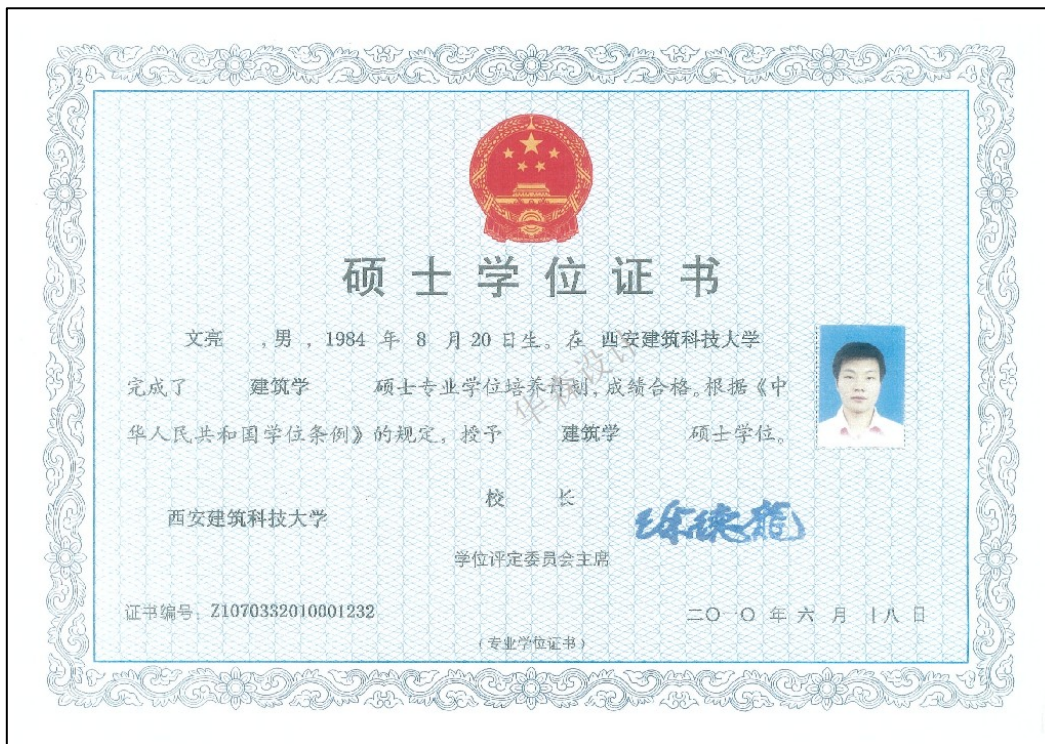 硕士学位证书
文亮 ,男,1984 年 8 月 20 日生。在 西安建筑科技大学
完成了 建筑学 硕士专业学位培养计划,成绩合格。根据《中
华人民共和国学位条例》的规定,授予 建筑学 硕士学位。
校 长
西安建筑科技大学
徐德龙
学位评定委员会主席
证书编号:Z1070332010001232
二〇一〇 年 六 月 十八 日
(专业学位证书)